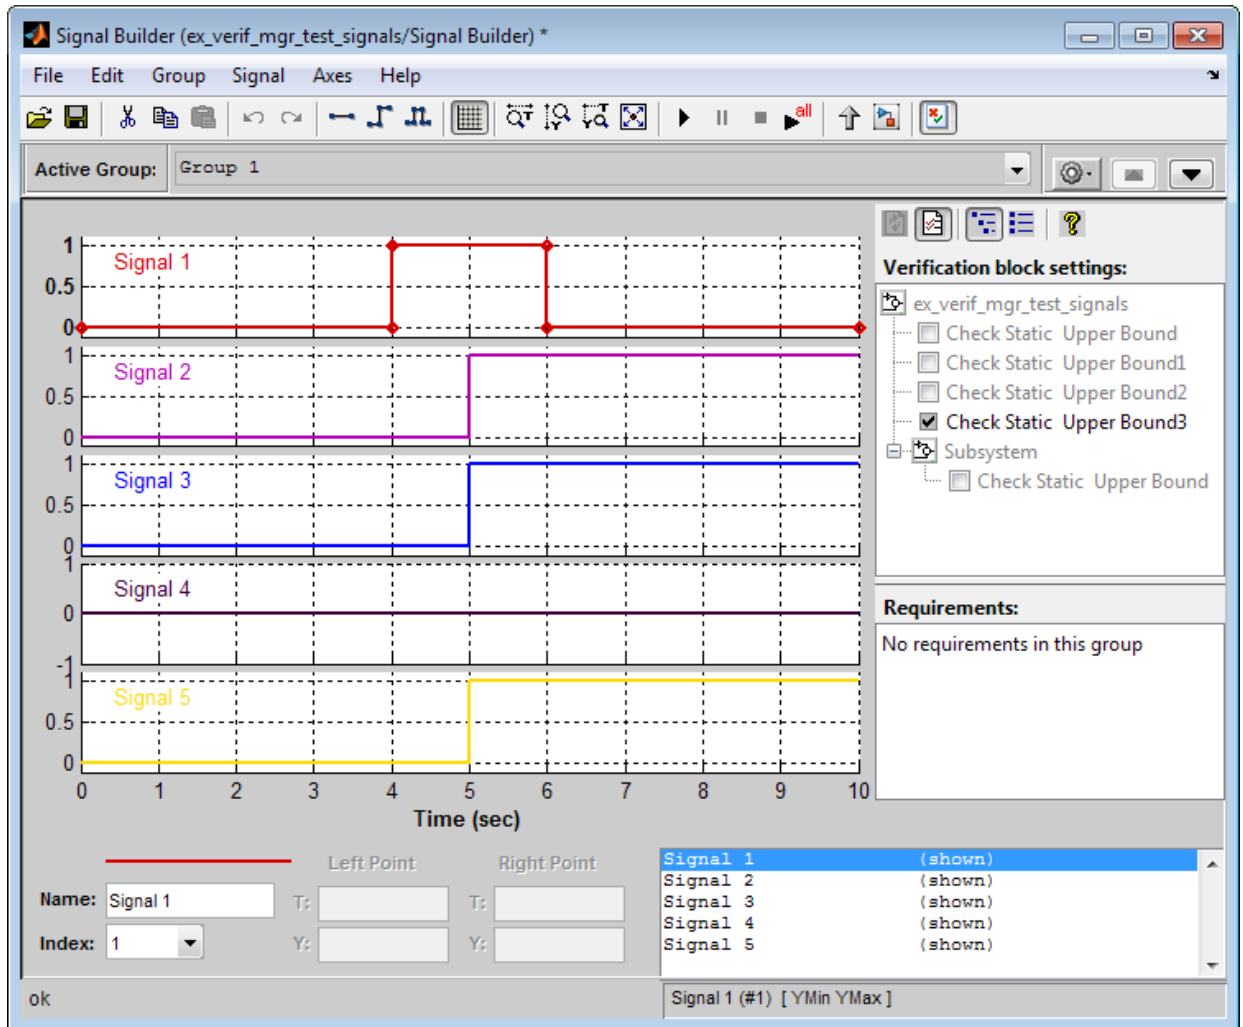 Signal Builder (ex_verif_mgr_test_signals/Signal Builder) *
File Edit Group Signal Axes Help
all
Active Group: Group 1
1
Signal 1
0.5
0
1
Signal 2
0.5
0
1
Signal 3
0.5
0
1
Signal 4
0
-1
1
Signal 5
0.5
0
0 1 2 3 4 5 6 7 8 9 10
Time (sec)
Verification block settings:
ex_verif_mgr_test_signals
Check Static Upper Bound
Check Static Upper Bound1
Check Static Upper Bound2
Check Static Upper Bound3
Subsystem
Check Static Upper Bound
Requirements:
No requirements in this group
Left Point Right Point
Name: Signal 1 T: T:
Index: 1 Y: Y:
Signal 1 (shown)
Signal 2 (shown)
Signal 3 (shown)
Signal 4 (shown)
Signal 5 (shown)
ok
Signal 1 (#1) [ YMin YMax ]